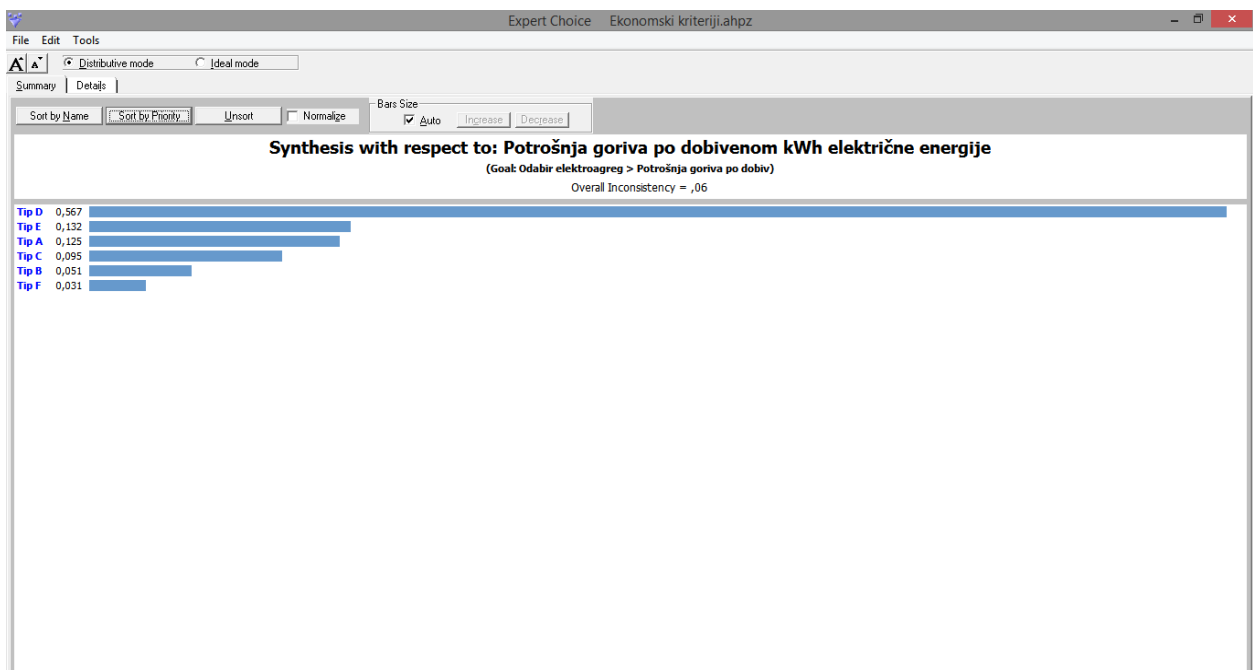 Expert Choice Ekonomski kriteriji.ahpz
File Edit Tools
A A Distributive mode Ideal mode
Summary Details
Sort by Name Sort by Priority Unsort Normalize Bars Size Auto Increase Decrease
Synthesis with respect to: Potrošnja goriva po dobivenom kWh električne energije
(Goal: Odabir elektroagreg > Potrošnja goriva po dobiv)
Overall Inconsistency = ,06
Tip D 0,567
Tip E 0,132
Tip A 0,125
Tip C 0,095
Tip B 0,051
Tip F 0,031